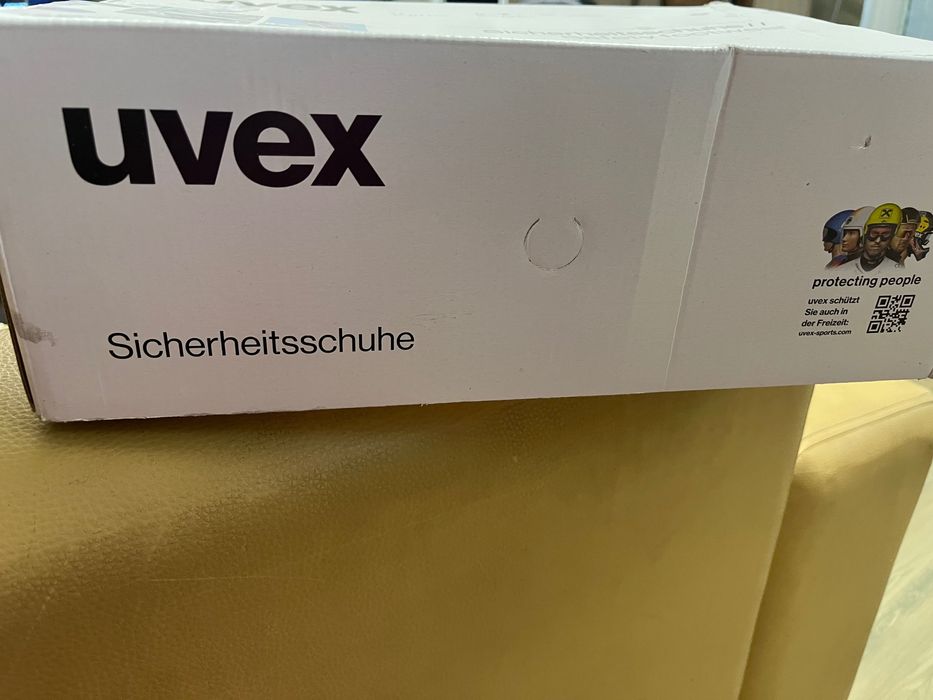 uvex
Sicherheitsschuhe
protecting people
uvex schützt
Sie auch in
der Freizeit:
uvex-sports.com